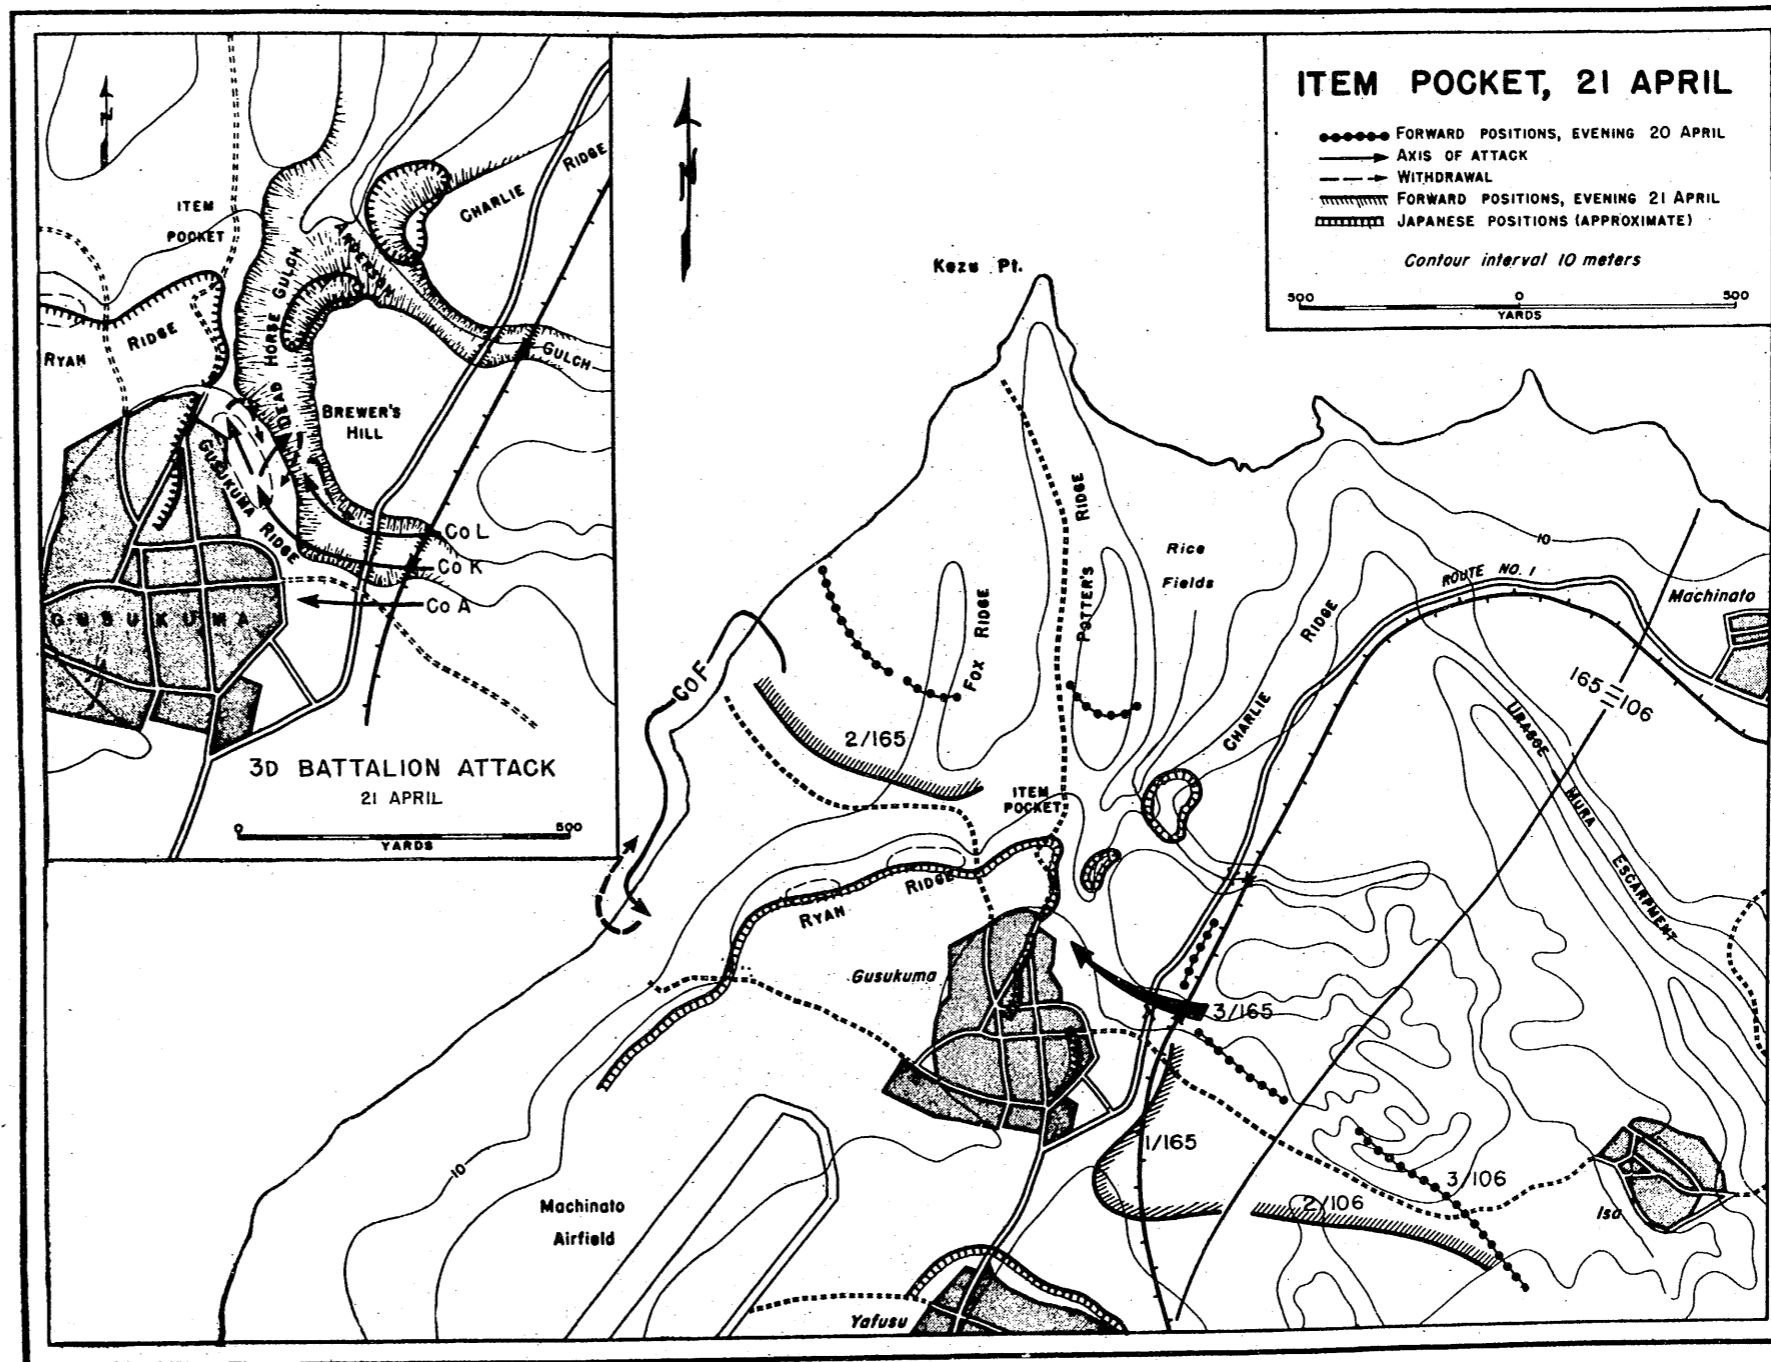 ITEM POCKET, 21 APRIL
FORWARD POSITIONS, EVENING 20 APRIL
AXIS OF ATTACK
WITHDRAWAL
FORWARD POSITIONS, EVENING 21 APRIL
JAPANESE POSITIONS (APPROXIMATE)
Contour interval 10 meters
500 0 500
YARDS
N
ITEM
POCKET
CHARLIE RIDGE
ANDERSON GULCH
DEAD HORSE GULCH
RYAN RIDGE
BREWER'S
HILL
GUSUKUMA RIDGE
Co L
Co K
Co A
GUSUKUMA
3D BATTALION ATTACK
21 APRIL
0 500
YARDS
N
Kezu Pt.
POTTER'S RIDGE
FOX RIDGE
Rice
Fields
CHARLIE RIDGE
10
ROUTE NO. 1
Machinato
165
106
URASOE MURA ESCARPMENT
Co F
2/165
ITEM
POCKET
RYAN RIDGE
Gusukuma
3/165
1/165
3/106
2/106
Isa
10
Machinato
Airfield
Yafusu